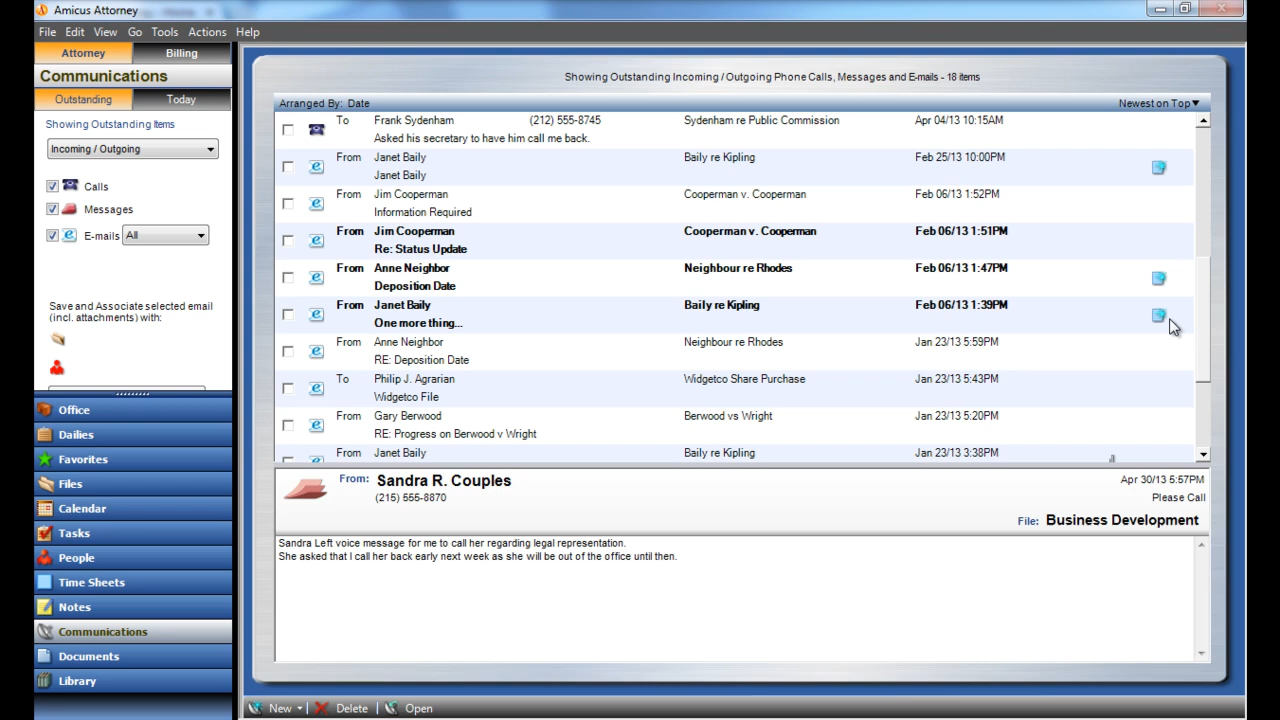 Amicus Attorney
File Edit View Go Tools Actions Help
Attorney Billing
Communications
Outstanding Today
Showing Outstanding Items
Incoming / Outgoing
Calls
Messages
E-mails All
Save and Associate selected email
(incl. attachments) with:
Office
Dailies
Favorites
Files
Calendar
Tasks
People
Time Sheets
Notes
Communications
Documents
Library
Showing Outstanding Incoming / Outgoing Phone Calls, Messages and E-mails - 18 items
Arranged By: Date Newest on Top
To Frank Sydenham (212) 555-8745 Sydenham re Public Commission Apr 04/13 10:15AM
Asked his secretary to have him call me back.
From Janet Baily Baily re Kipling Feb 25/13 10:00PM
Janet Baily
From Jim Cooperman Cooperman v. Cooperman Feb 06/13 1:52PM
Information Required
From Jim Cooperman Cooperman v. Cooperman Feb 06/13 1:51PM
Re: Status Update
From Anne Neighbor Neighbour re Rhodes Feb 06/13 1:47PM
Deposition Date
From Janet Baily Baily re Kipling Feb 06/13 1:39PM
One more thing...
From Anne Neighbor Neighbour re Rhodes Jan 23/13 5:59PM
RE: Deposition Date
To Philip J. Agrarian Widgetco Share Purchase Jan 23/13 5:43PM
Widgetco File
From Gary Berwood Berwood vs Wright Jan 23/13 5:20PM
RE: Progress on Berwood v Wright
From Janet Baily Baily re Kipling Jan 23/13 3:38PM
From: Sandra R. Couples Apr 30/13 5:57PM
(215) 555-8870 Please Call
File: Business Development
Sandra Left voice message for me to call her regarding legal representation.
She asked that I call her back early next week as she will be out of the office until then.
New Delete Open